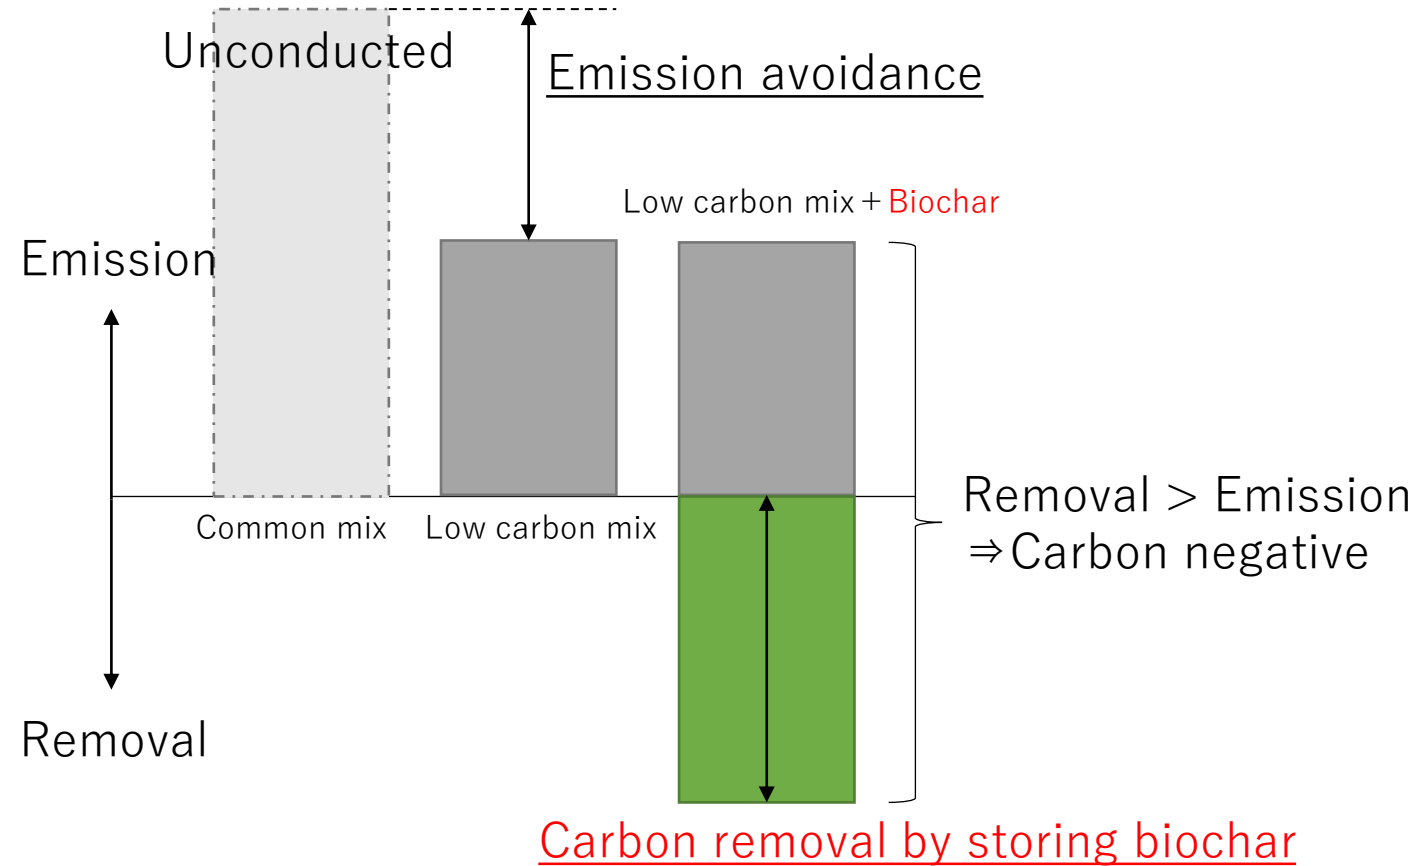 Unconducted
Emission avoidance
Low carbon mix＋Biochar
Emission
Common mix
Low carbon mix
Removal > Emission
⇒Carbon negative
Removal
Carbon removal by storing biochar